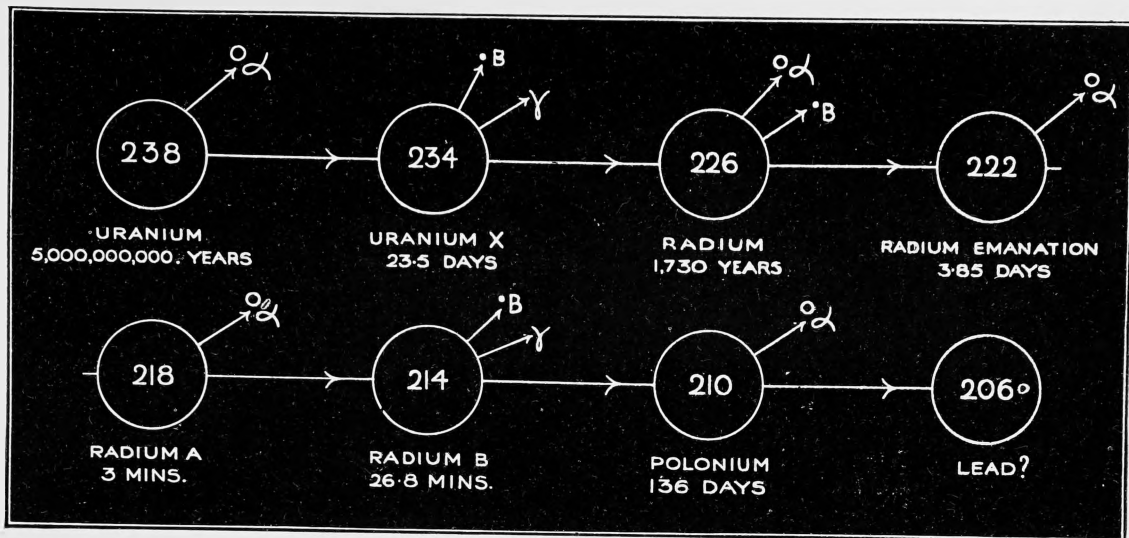 α
B
γ
α
B
α
238
234
226
222
URANIUM
5,000,000,000. YEARS
URANIUM X
23·5 DAYS
RADIUM
1,730 YEARS
RADIUM EMANATION
3·85 DAYS
α
B
γ
α
218
214
210
206
RADIUM A
3 MINS.
RADIUM B
26·8 MINS.
POLONIUM
136 DAYS
LEAD?